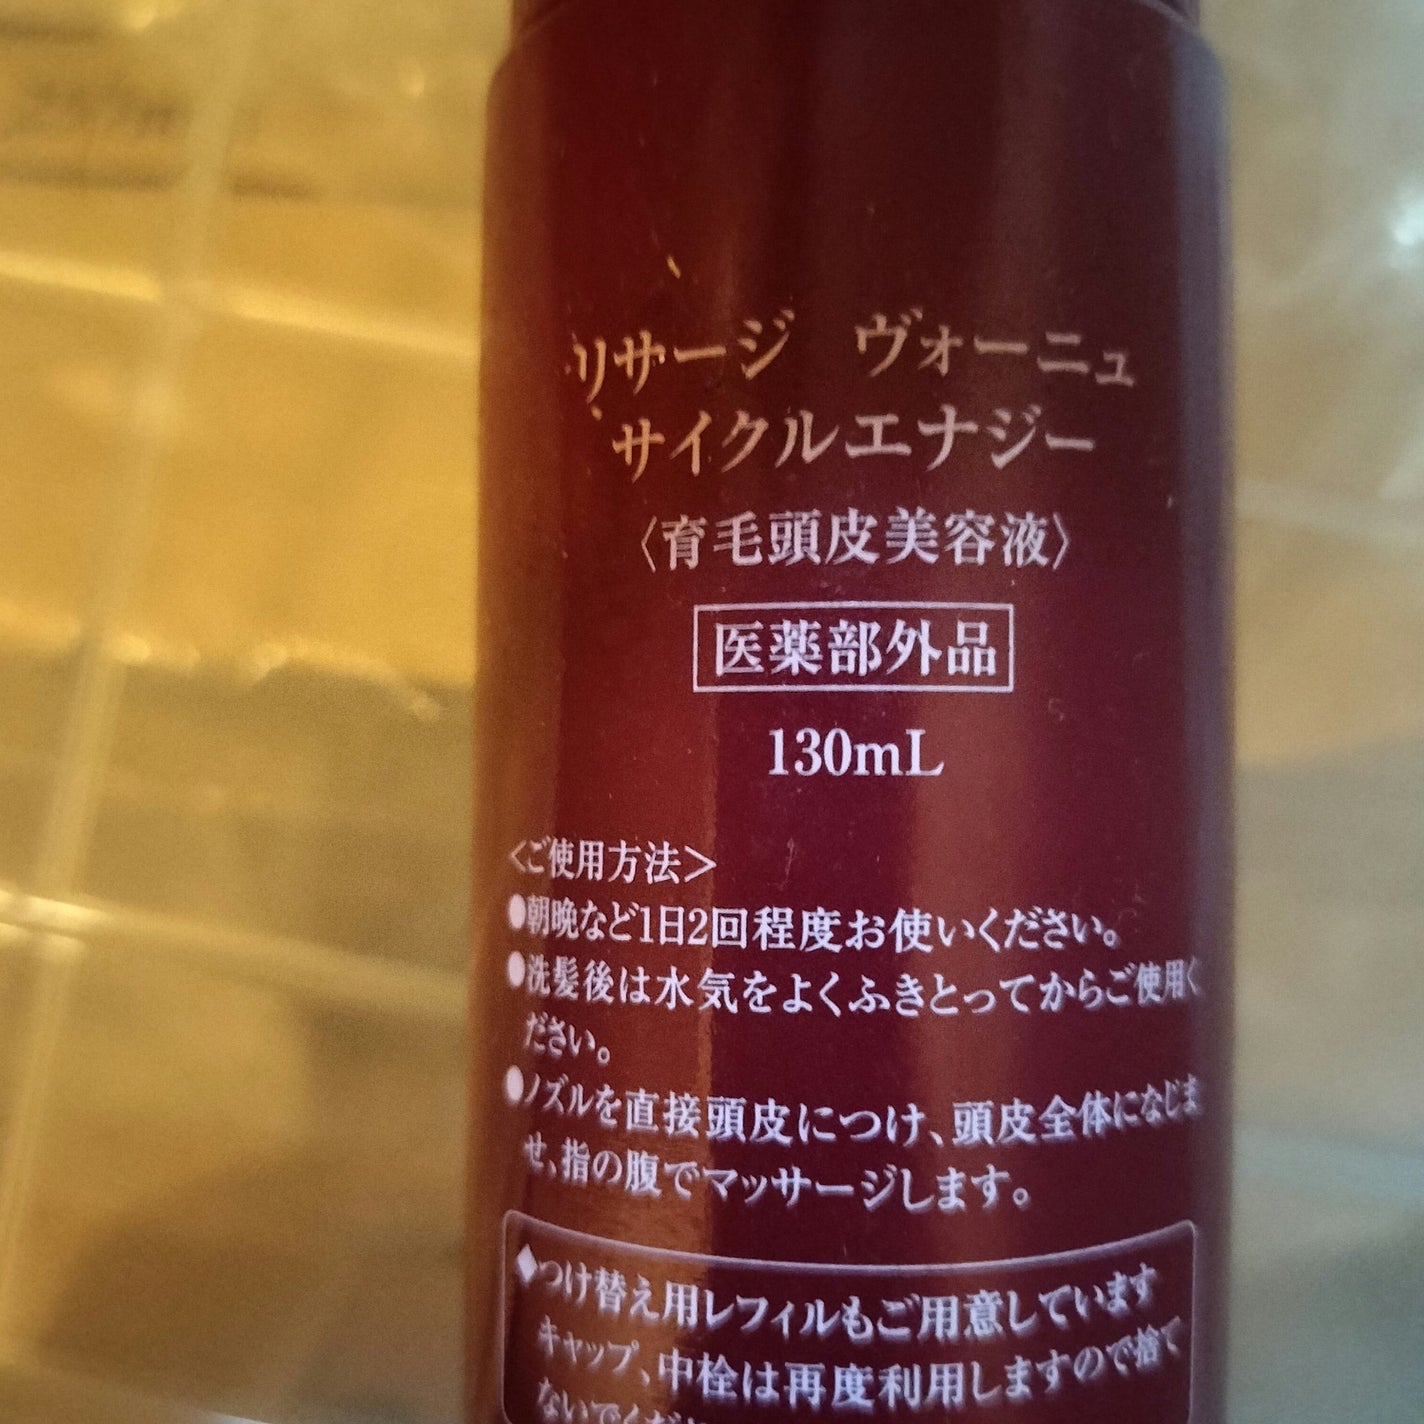 リサージ ヴォーニュ
サイクルエナジー
〈育毛頭皮美容液〉
医薬部外品
130mL
<ご使用方法>
●朝晩など1日2回程度お使いください。
●洗髪後は水気をよくふきとってからご使用く
ださい。
●ノズルを直接頭皮につけ、頭皮全体になじま
せ、指の腹でマッサージします。
◆つけ替え用レフィルもご用意しています
キャップ、中栓は再度利用しますので捨て
ないでくだ